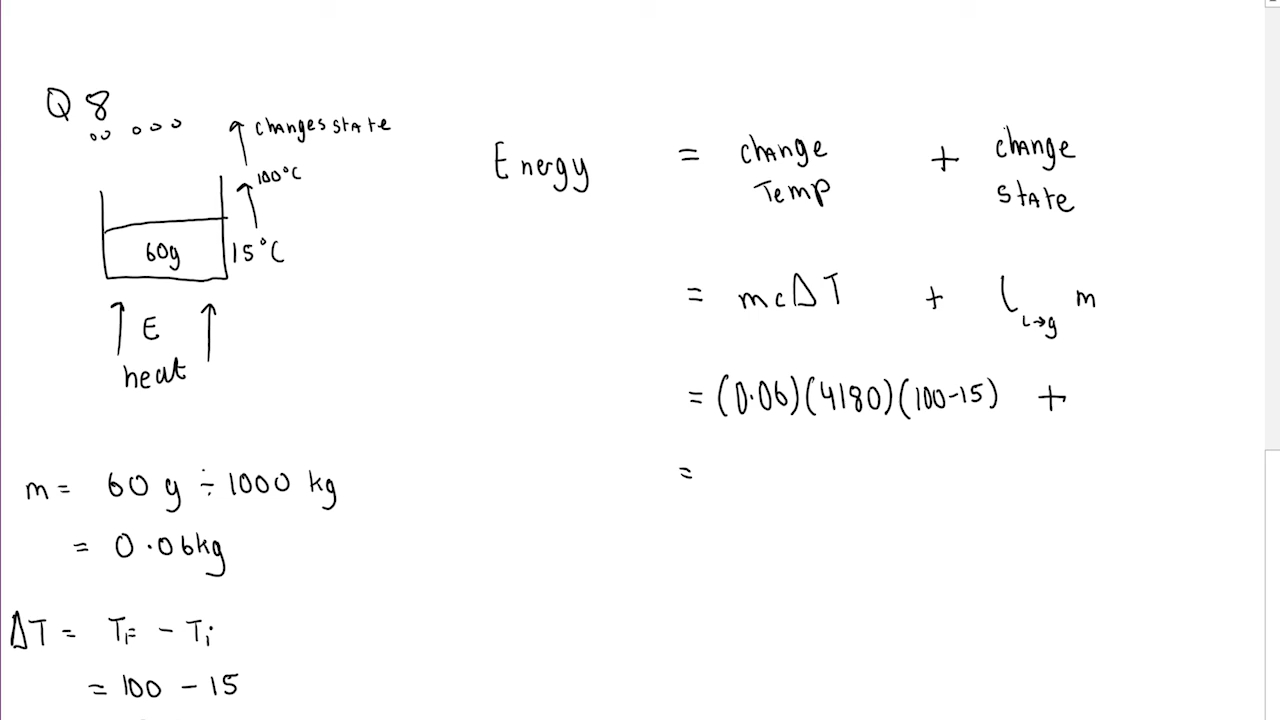 Q 8
changes state
100°C
60g 15°C
E
heat
m = 60 g ÷ 1000 kg
= 0.06kg
ΔT = TF - Ti
= 100 - 15
Energy = change Temp + change state
= mcΔT + L L→g m
= (0.06)(4180)(100-15) +
=